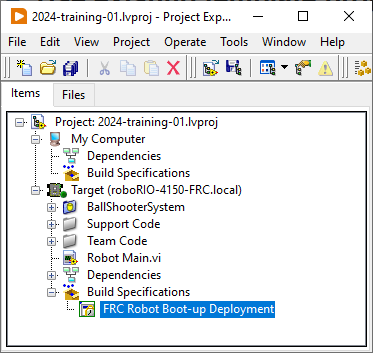 2024-training-01.lvproj - Project Exp...
File Edit View Project Operate Tools Window
Items Files
Project: 2024-training-01.lvproj
My Computer
Dependencies
Build Specifications
Target (roboRIO-4150-FRC.local)
BallShooterSystem
Support Code
Team Code
Robot Main.vi
Dependencies
Build Specifications
FRC Robot Boot-up Deployment